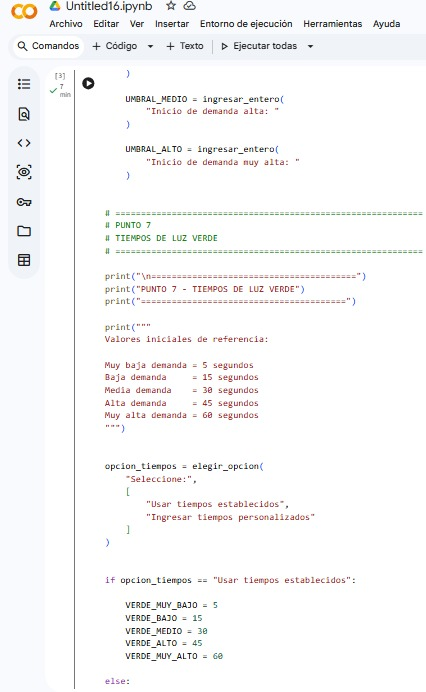 Untitled16.ipynb
Archivo Editar Ver Insertar Entorno de ejecución Herramientas Ayuda
Comandos + Código + Texto Ejecutar todas
[3]
7
min
)
UMBRAL_MEDIO = ingresar_entero(
"Inicio de demanda alta: "
)
UMBRAL_ALTO = ingresar_entero(
"Inicio de demanda muy alta: "
)
# ============================================================
# PUNTO 7
# TIEMPOS DE LUZ VERDE
# ============================================================
print("\n========================================")
print("PUNTO 7 - TIEMPOS DE LUZ VERDE")
print("========================================")
print("""
Valores iniciales de referencia:
Muy baja demanda = 5 segundos
Baja demanda = 15 segundos
Media demanda = 30 segundos
Alta demanda = 45 segundos
Muy alta demanda = 60 segundos
""")
opcion_tiempos = elegir_opcion(
"Seleccione:",
[
"Usar tiempos establecidos",
"Ingresar tiempos personalizados"
]
)
if opcion_tiempos == "Usar tiempos establecidos":
VERDE_MUY_BAJO = 5
VERDE_BAJO = 15
VERDE_MEDIO = 30
VERDE_ALTO = 45
VERDE_MUY_ALTO = 60
else: